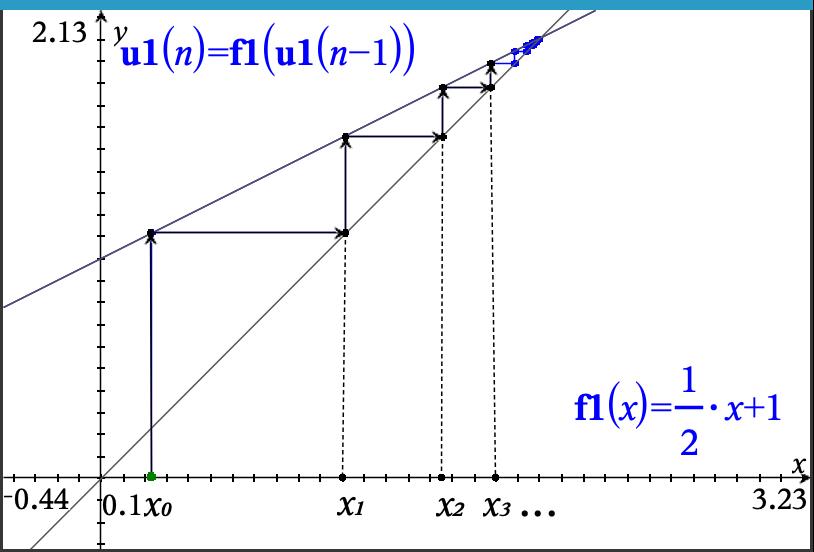 2.13 y
u1(n)=f1(u1(n−1))
f1(x)=1/2·x+1
x
-0.44 0.1 x₀ x₁ x₂ x₃ ... 3.23